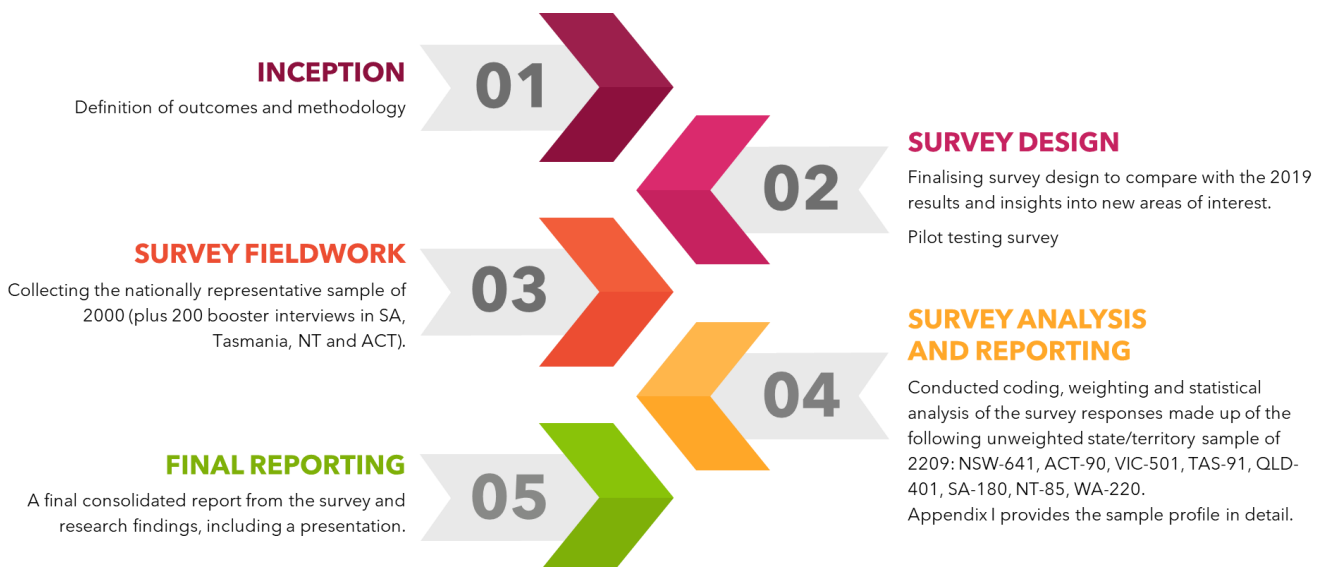 01
INCEPTION
Definition of outcomes and methodology
02
SURVEY DESIGN
Finalising survey design to compare with the 2019
results and insights into new areas of interest.
Pilot testing survey
03
SURVEY FIELDWORK
Collecting the nationally representative sample of
2000 (plus 200 booster interviews in SA,
Tasmania, NT and ACT).
04
SURVEY ANALYSIS
AND REPORTING
Conducted coding, weighting and statistical
analysis of the survey responses made up of the
following unweighted state/territory sample of
2209: NSW-641, ACT-90, VIC-501, TAS-91, QLD-
401, SA-180, NT-85, WA-220.
Appendix I provides the sample profile in detail.
05
FINAL REPORTING
A final consolidated report from the survey and
research findings, including a presentation.